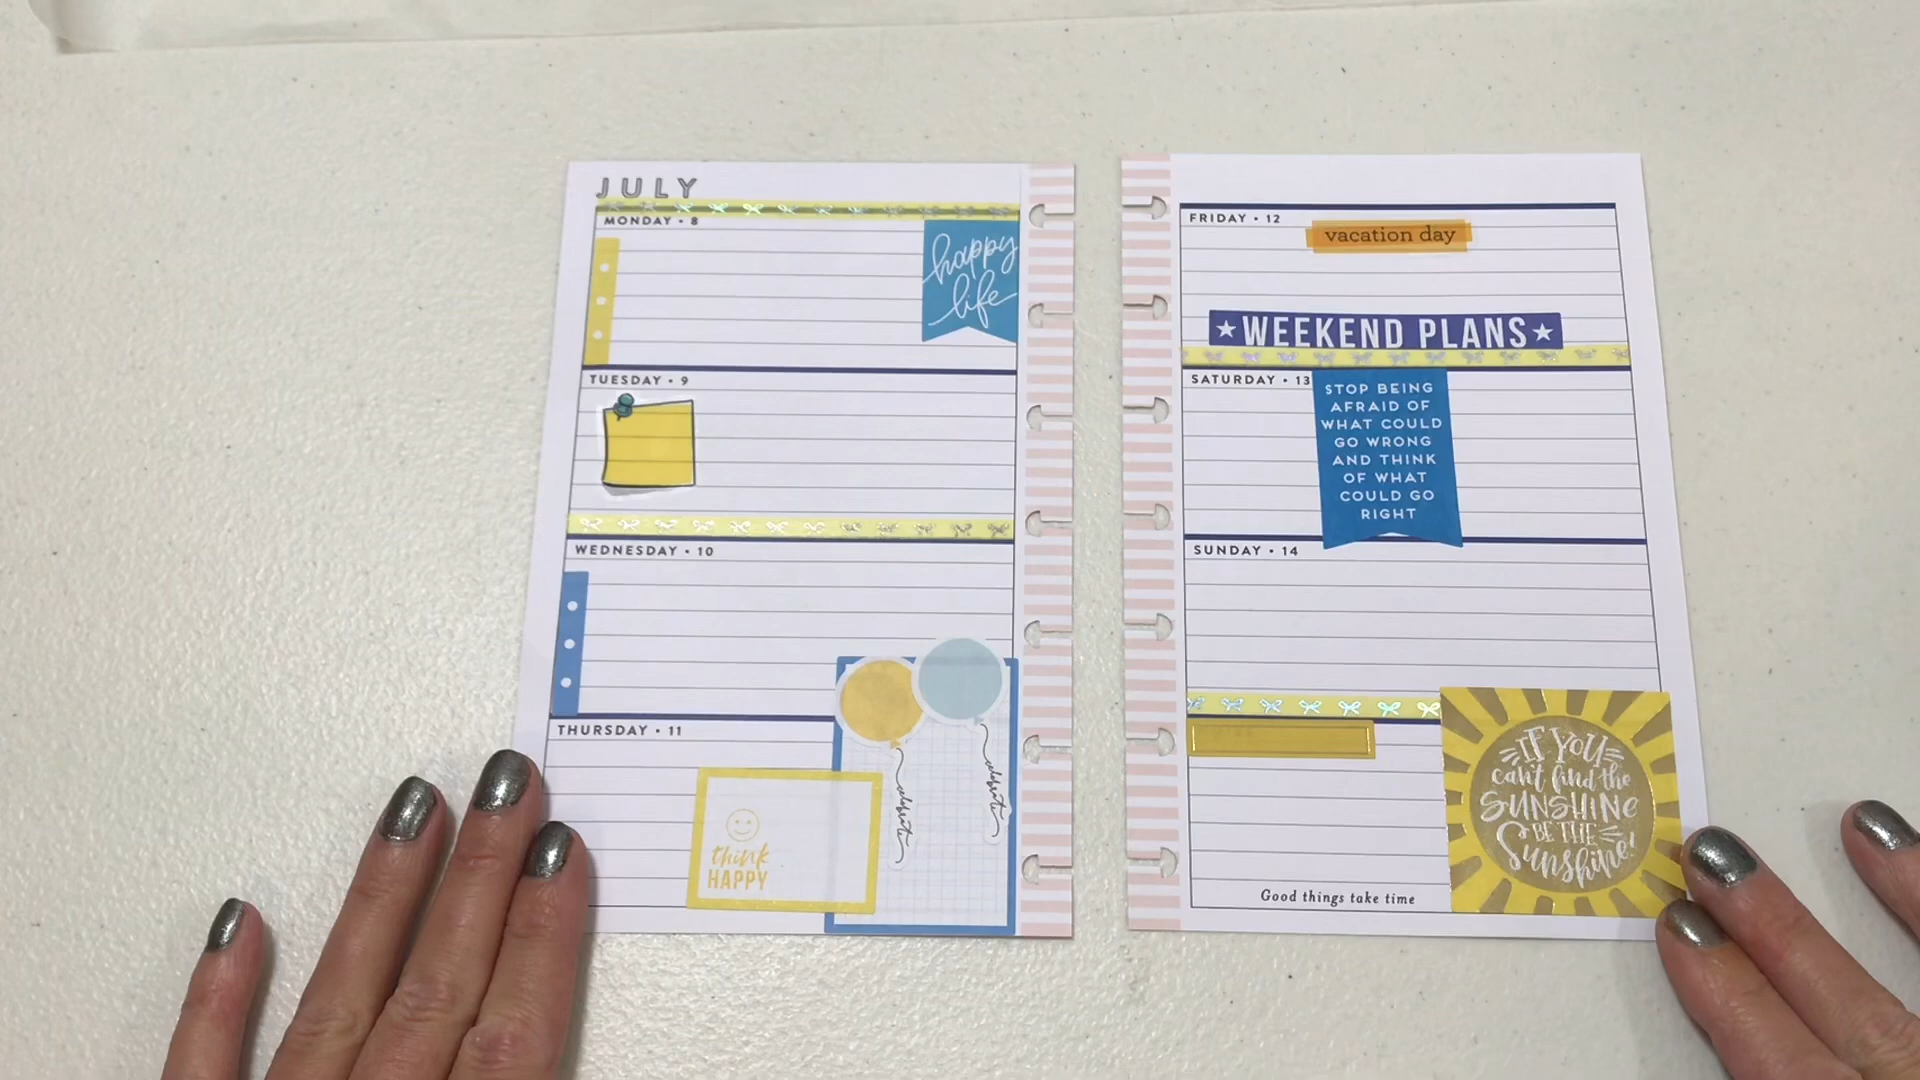 JULY
MONDAY • 8
happy
life
TUESDAY • 9
WEDNESDAY • 10
THURSDAY • 11
celebrate
celebrate
think
HAPPY
FRIDAY • 12
vacation day
WEEKEND PLANS
SATURDAY • 13
STOP BEING
AFRAID OF
WHAT COULD
GO WRONG
AND THINK
OF WHAT
COULD GO
RIGHT
SUNDAY • 14
IF YOU
can't find the
SUNSHINE
BE THE
Sunshine!
Good things take time